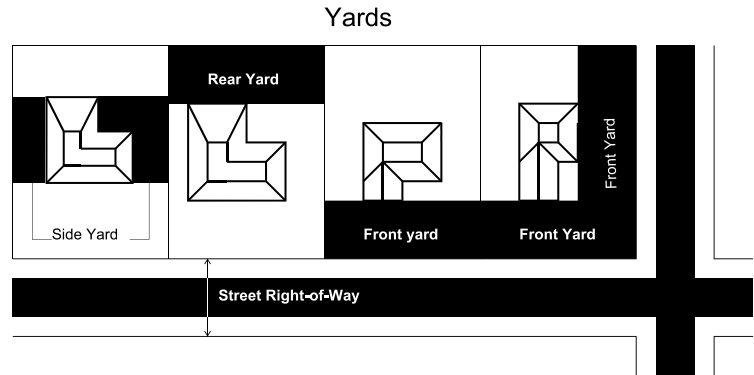 Yards
Rear Yard
Front Yard
Side Yard
Front yard
Front Yard
Street Right-of-Way